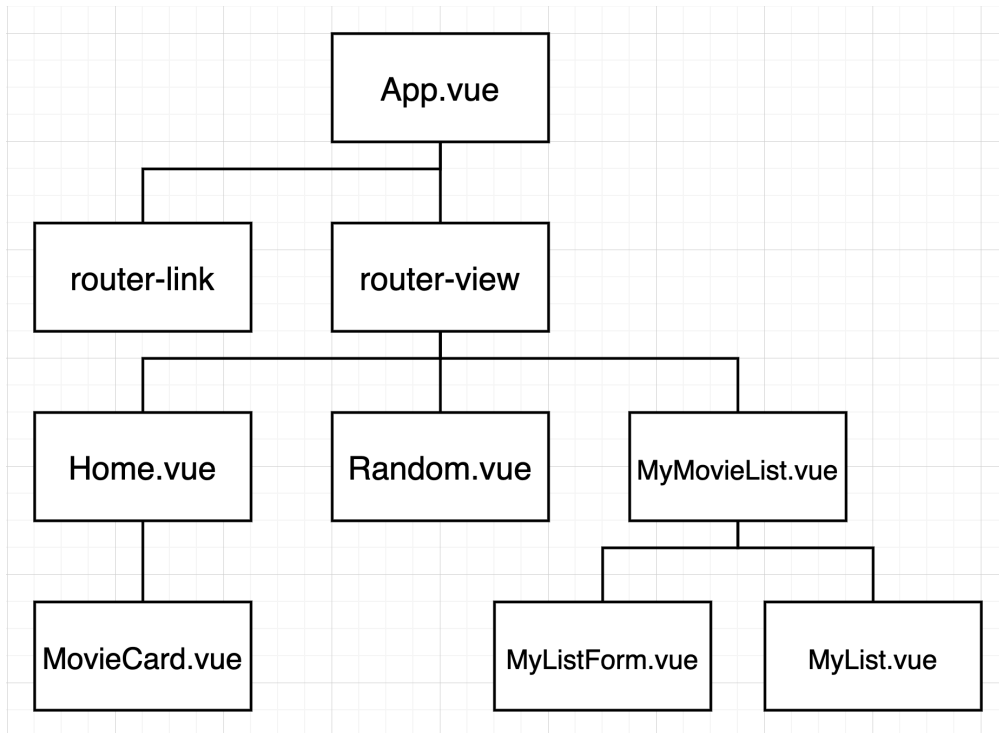 App.vue
router-link
router-view
Home.vue
Random.vue
MyMovieList.vue
MovieCard.vue
MyListForm.vue
MyList.vue